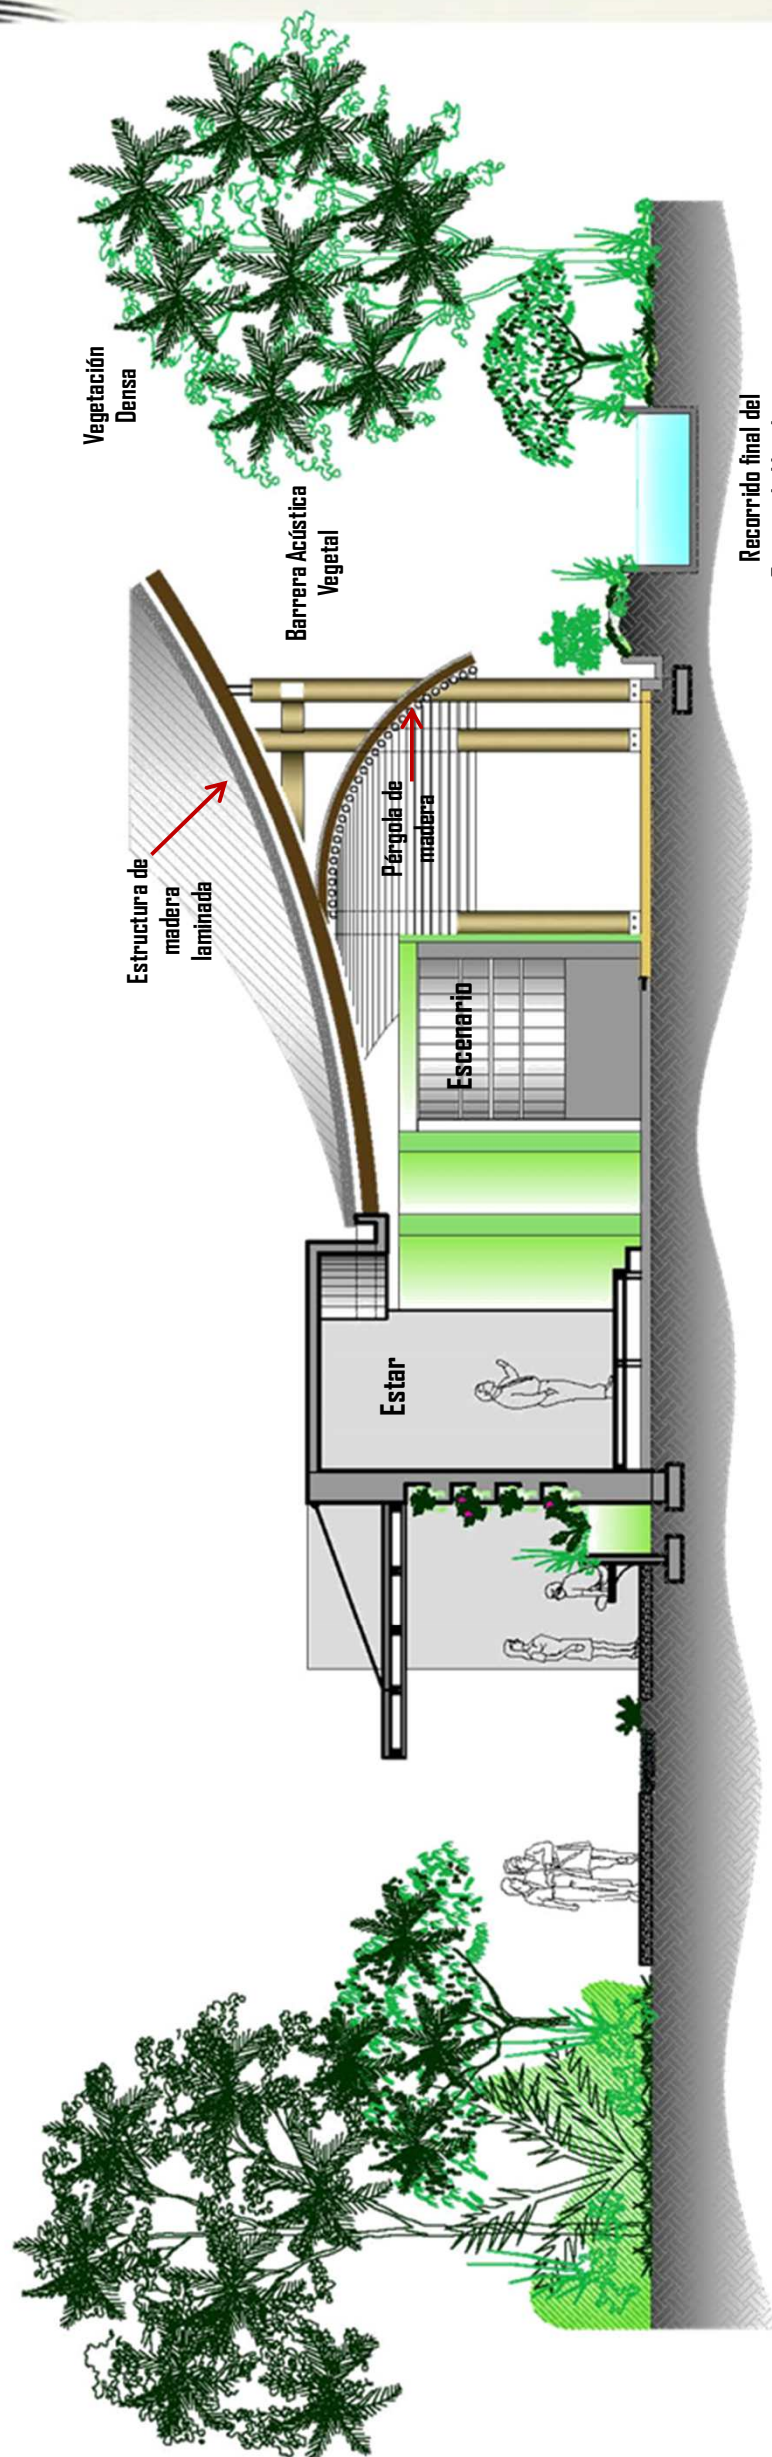 Vegetación
Densa
Estructura de
madera
laminada
Barrera Acústica
Vegetal
Pérgola de
madera
Estar
Escenario
Recorrido final del